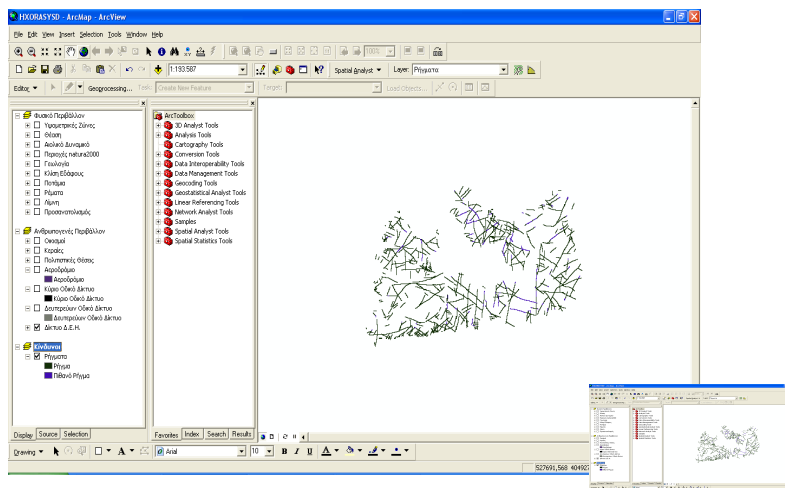 HXORASYSD - ArcMap - ArcView
File Edit View Insert Selection Tools Window Help
100%
1:193:587 Spatial Analyst Layer: Ρήγματα
Editor Geoprocessing... Task: Create New Feature Target: Load Objects...
Φυσικό Περιβάλλον
Υψομετρικές Ζώνες
Θέαση
Αιολικό Δυναμικό
Περιοχές natura2000
Γεωλογία
Κλίση Εδάφους
Ποτάμια
Ρέματα
Λίμνη
Προσανατολισμός
Ανθρωπογενές Περιβάλλον
Οικισμοί
Κεραίες
Πολιτιστικές Θέσεις
Αεροδρόμιο
Αεροδρόμιο
Κύριο Οδικό Δίκτυο
Κύριο Οδικό Δίκτυο
Δευτερεύων Οδικό Δίκτυο
Δευτερεύων Οδικό Δίκτυο
Δίκτυο Δ.Ε.Η.
Κίνδυνοι
Ρήγματα
Ρήγμα
Πιθανό Ρήγμα
Display Source Selection
ArcToolbox
3D Analyst Tools
Analysis Tools
Cartography Tools
Conversion Tools
Data Interoperability Tools
Data Management Tools
Geocoding Tools
Geostatistical Analyst Tools
Linear Referencing Tools
Network Analyst Tools
Samples
Spatial Analyst Tools
Spatial Statistics Tools
Favorites Index Search Results
Drawing A Arial 10 B I U A
527691,568 404927